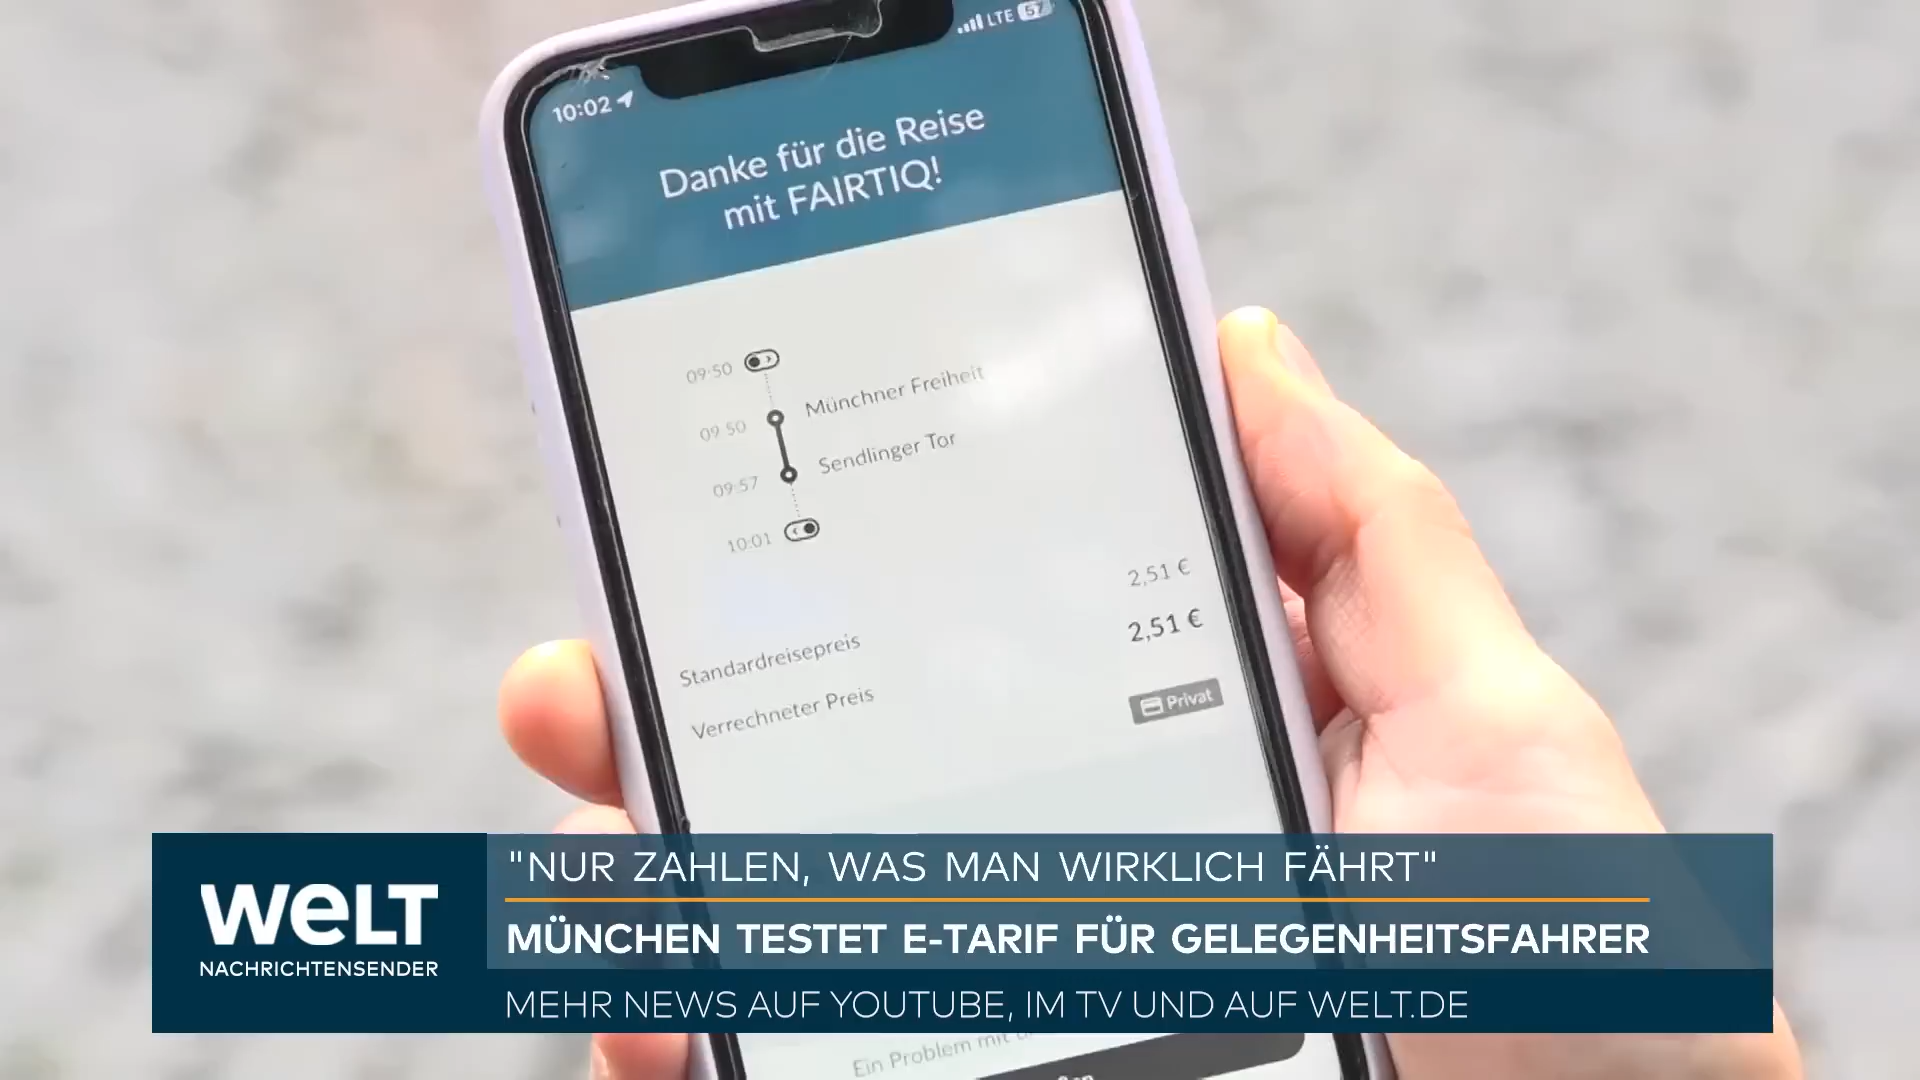 10:02
LTE 57
Danke für die Reise
mit FAIRTIQ!
09:50
09:50 Münchner Freiheit
09:57 Sendlinger Tor
10:01
Standardreisepreis 2,51 €
Verrechneter Preis 2,51 €
Privat
"NUR ZAHLEN, WAS MAN WIRKLICH FÄHRT"
MÜNCHEN TESTET E-TARIF FÜR GELEGENHEITSFAHRER
MEHR NEWS AUF YOUTUBE, IM TV UND AUF WELT.DE
WELT
NACHRICHTENSENDER
Ein Problem mit